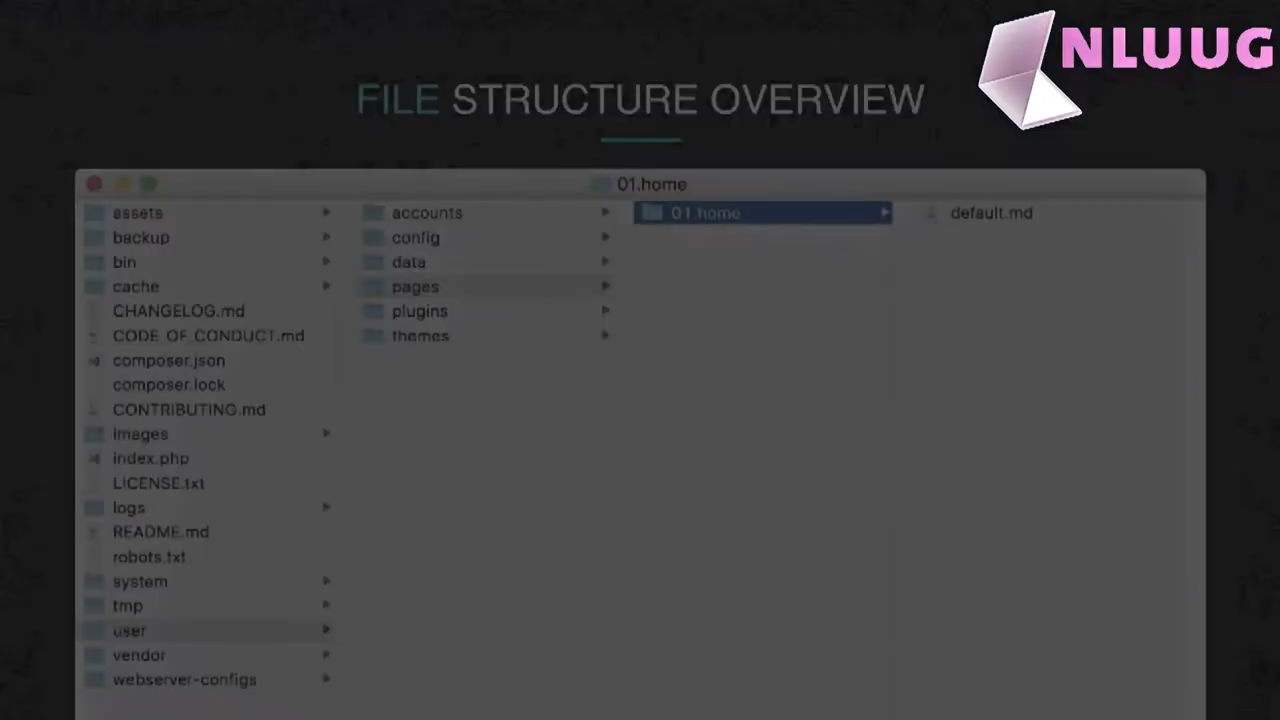 NLUUG
FILE STRUCTURE OVERVIEW
01.home
assets
backup
bin
cache
CHANGELOG.md
CODE_OF_CONDUCT.md
composer.json
composer.lock
CONTRIBUTING.md
images
index.php
LICENSE.txt
logs
README.md
robots.txt
system
tmp
user
vendor
webserver-configs
accounts
config
data
pages
plugins
themes
01.home
default.md